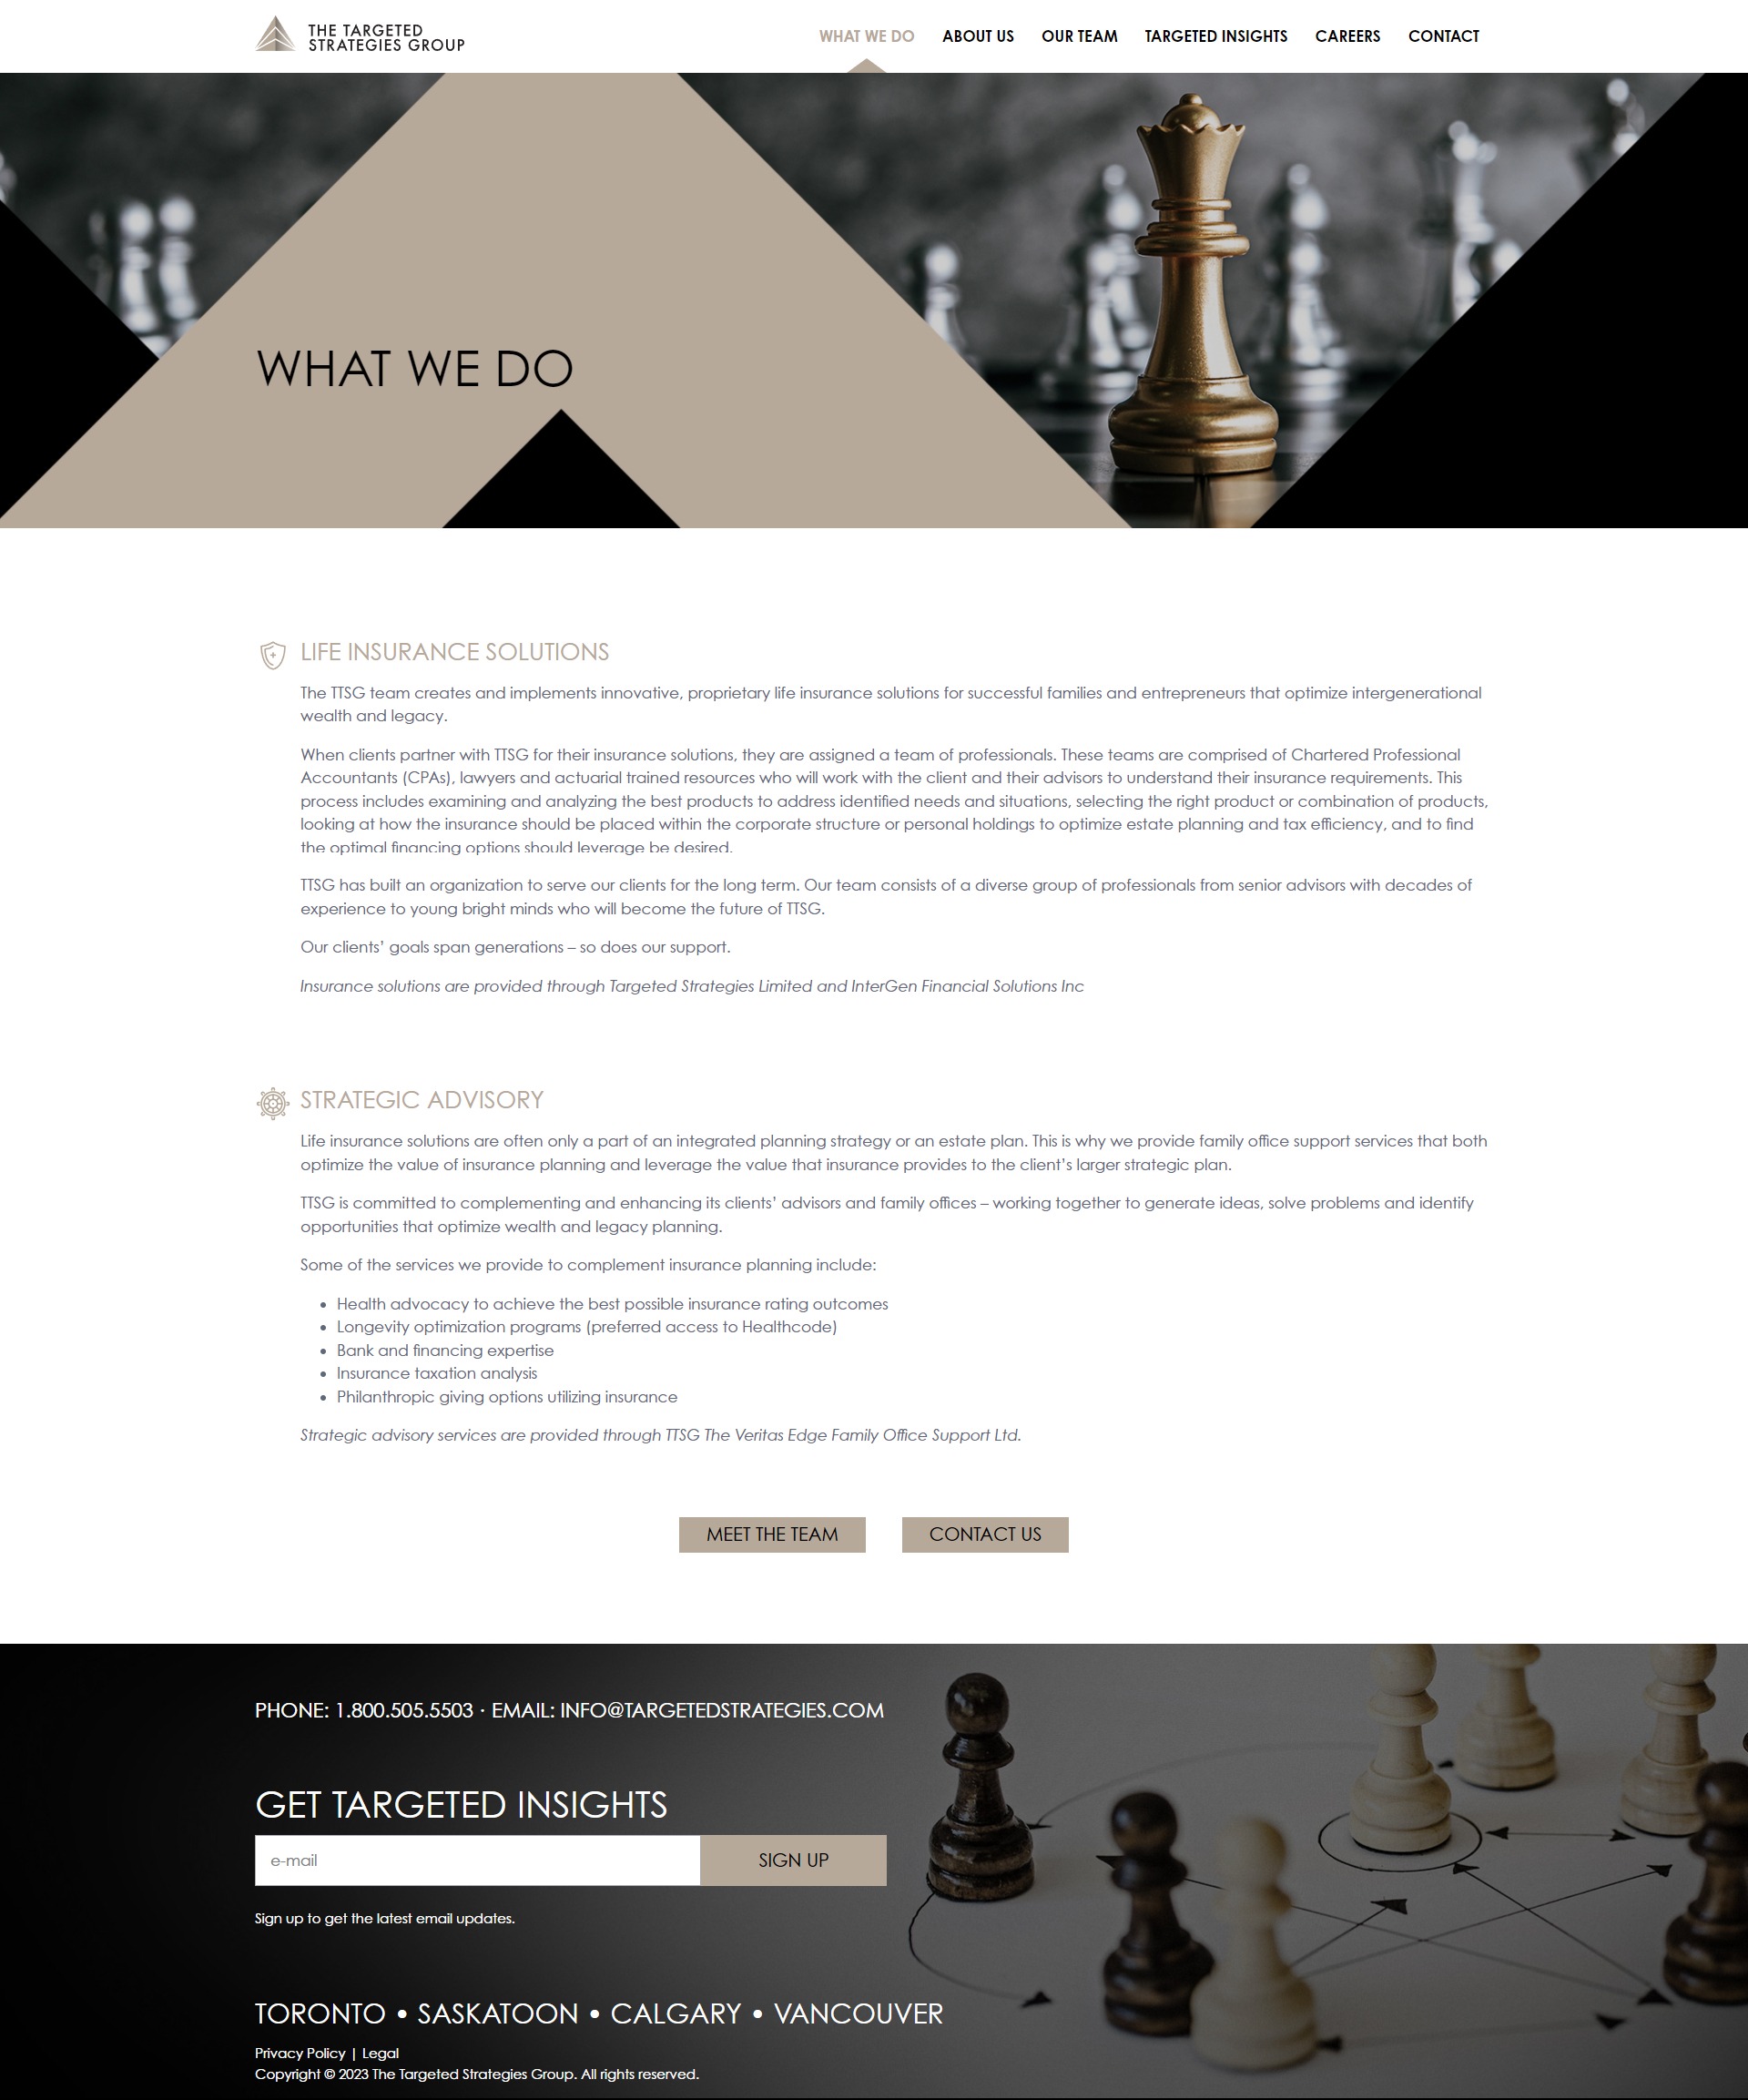 THE TARGETED
STRATEGIES GROUP
WHAT WE DO ABOUT US OUR TEAM TARGETED INSIGHTS CAREERS CONTACT
WHAT WE DO
LIFE INSURANCE SOLUTIONS
The TTSG team creates and implements innovative, proprietary life insurance solutions for successful families and entrepreneurs that optimize intergenerational
wealth and legacy.
When clients partner with TTSG for their insurance solutions, they are assigned a team of professionals. These teams are comprised of Chartered Professional
Accountants (CPAs), lawyers and actuarial trained resources who will work with the client and their advisors to understand their insurance requirements. This
process includes examining and analyzing the best products to address identified needs and situations, selecting the right product or combination of products,
looking at how the insurance should be placed within the corporate structure or personal holdings to optimize estate planning and tax efficiency, and to find
the optimal financing options should leverage be desired.
TTSG has built an organization to serve our clients for the long term. Our team consists of a diverse group of professionals from senior advisors with decades of
experience to young bright minds who will become the future of TTSG.
Our clients’ goals span generations – so does our support.
Insurance solutions are provided through Targeted Strategies Limited and InterGen Financial Solutions Inc
STRATEGIC ADVISORY
Life insurance solutions are often only a part of an integrated planning strategy or an estate plan. This is why we provide family office support services that both
optimize the value of insurance planning and leverage the value that insurance provides to the client’s larger strategic plan.
TTSG is committed to complementing and enhancing its clients’ advisors and family offices – working together to generate ideas, solve problems and identify
opportunities that optimize wealth and legacy planning.
Some of the services we provide to complement insurance planning include:
• Health advocacy to achieve the best possible insurance rating outcomes
• Longevity optimization programs (preferred access to Healthcode)
• Bank and financing expertise
• Insurance taxation analysis
• Philanthropic giving options utilizing insurance
Strategic advisory services are provided through TTSG The Veritas Edge Family Office Support Ltd.
MEET THE TEAM CONTACT US
PHONE: 1.800.505.5503 · EMAIL: INFO@TARGETEDSTRATEGIES.COM
GET TARGETED INSIGHTS
e-mail SIGN UP
Sign up to get the latest email updates.
TORONTO • SASKATOON • CALGARY • VANCOUVER
Privacy Policy | Legal
Copyright © 2023 The Targeted Strategies Group. All rights reserved.